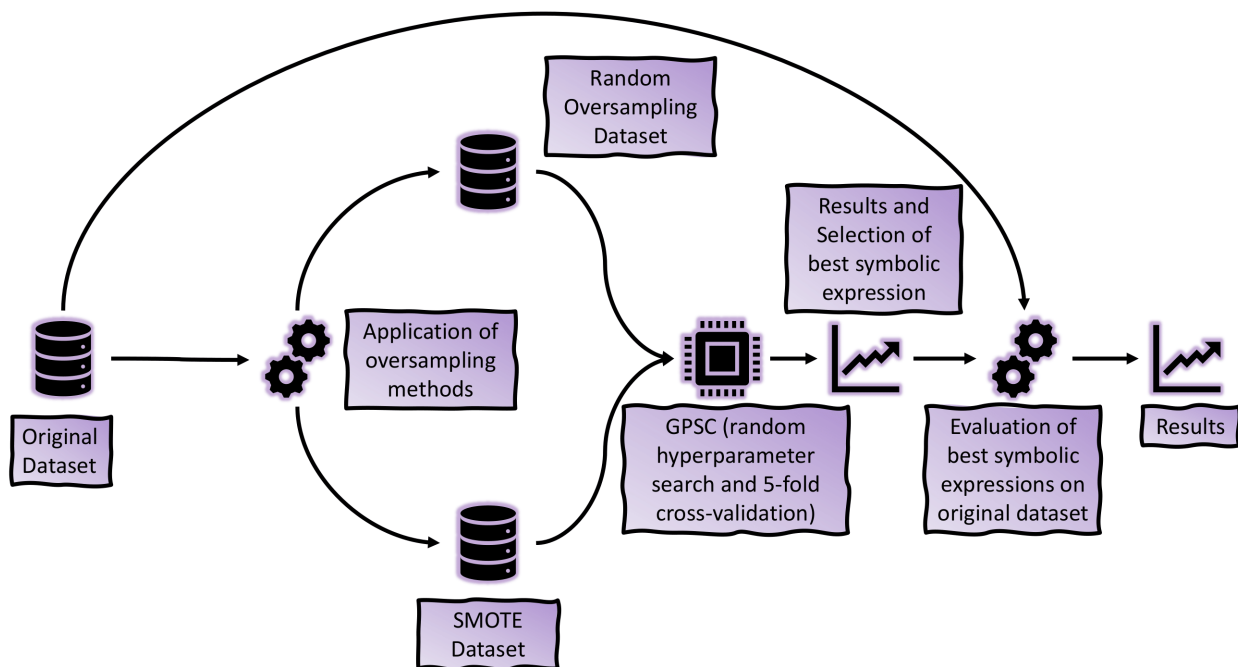 Random
Oversampling
Dataset
Results and
Selection of
best symbolic
expression
Application of
oversampling
methods
Original
Dataset
GPSC (random
hyperparameter
search and 5-fold
cross-validation)
Evaluation of
best symbolic
expressions on
original dataset
Results
SMOTE
Dataset